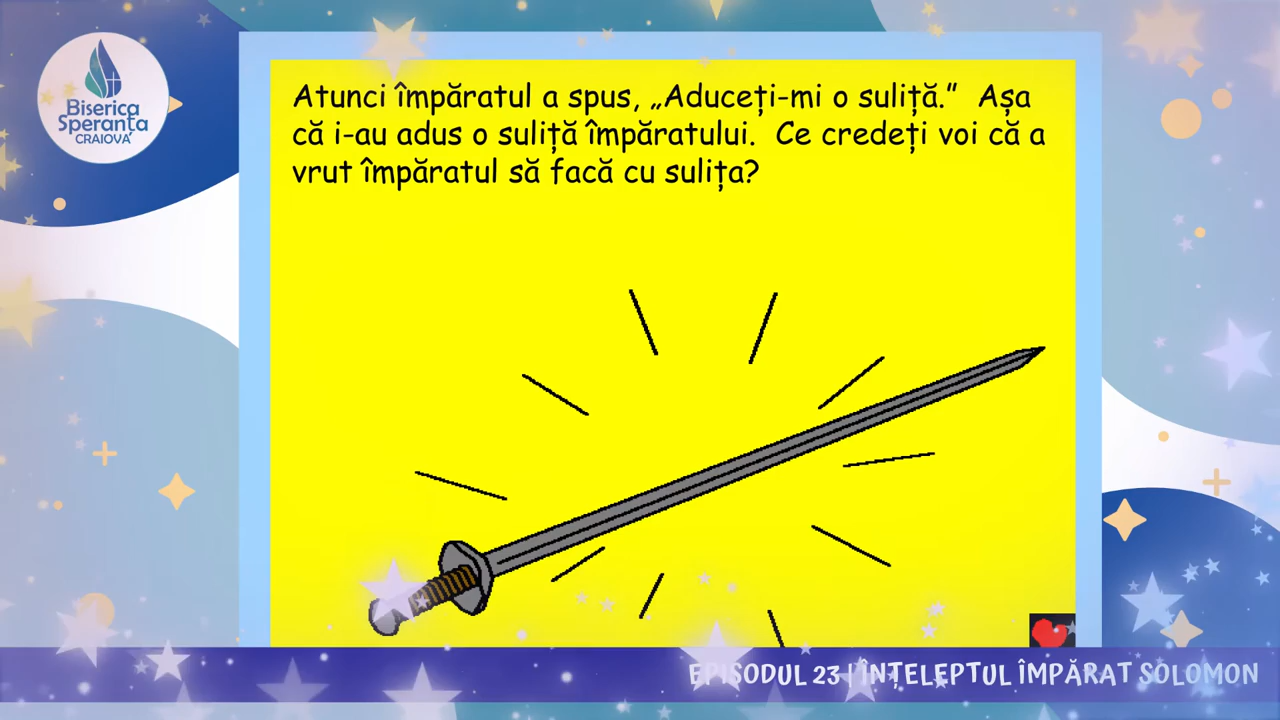 Biserica
Speranța
CRAIOVA
Atunci împăratul a spus, „Aduceți-mi o suliță.” Așa
că i-au adus o suliță împăratului. Ce credeți voi că a
vrut împăratul să facă cu sulița?
EPISODUL 23 | ÎNȚELEPTUL ÎMPĂRAT SOLOMON